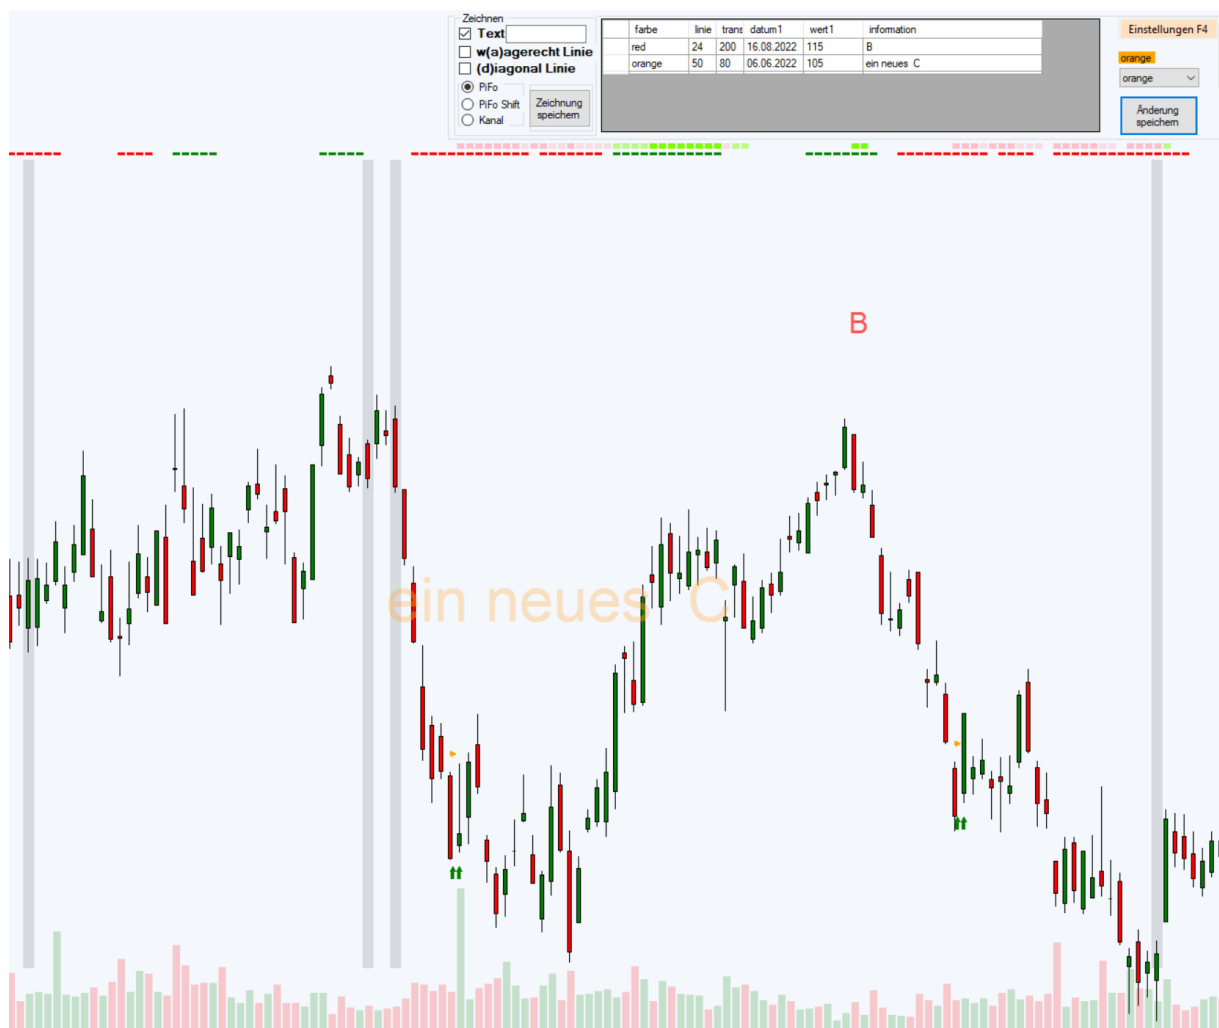 Zeichnen
Text
w(a)agerecht Linie
(d)iagonal Linie
PiFo
PiFo Shift
Kanal
Zeichnung
speichern
farbe linie trans datum1 wert1 information
red 24 200 16.08.2022 115 B
orange 50 80 06.06.2022 105 ein neues C
Einstellungen F4
orange
orange
Änderung
speichern
B
ein neues C